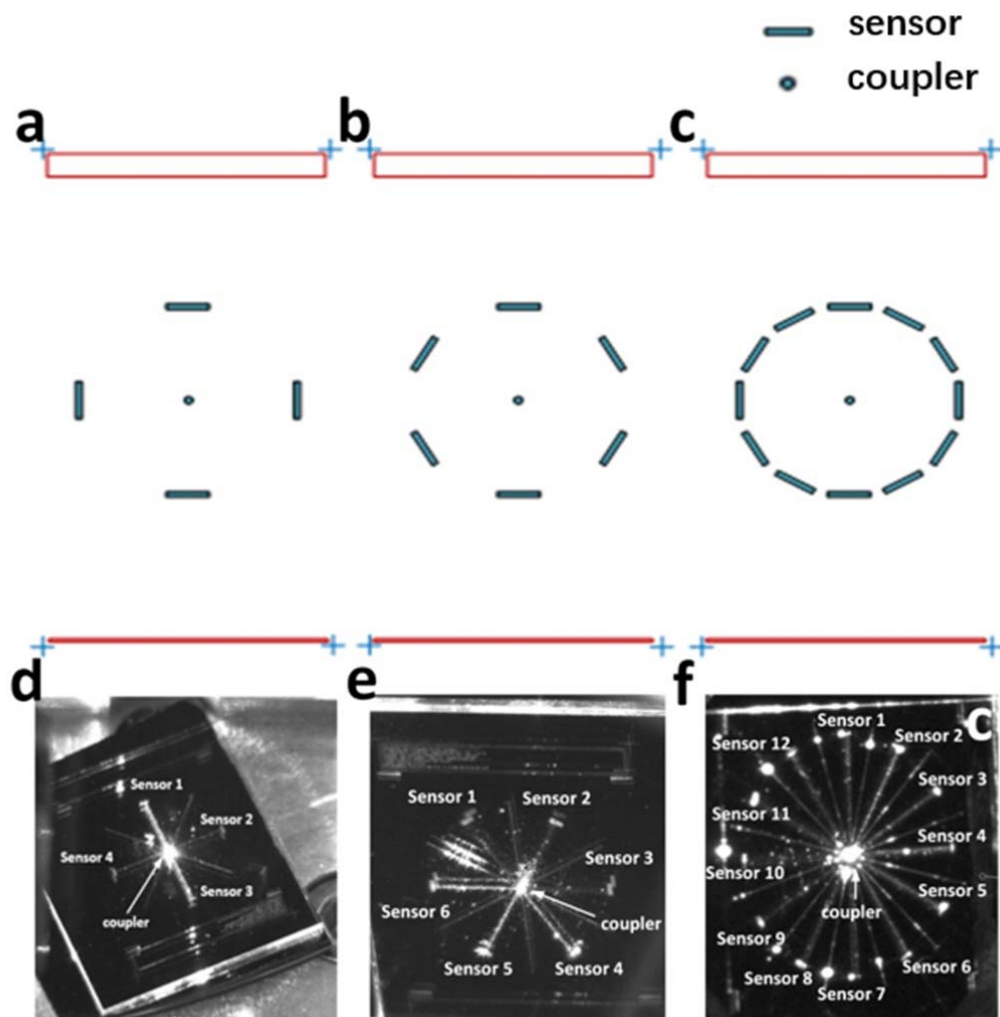 sensor
coupler
a
b
c
d
e
f
Sensor 1
Sensor 2
Sensor 3
Sensor 4
coupler
Sensor 1
Sensor 2
Sensor 3
coupler
Sensor 4
Sensor 5
Sensor 6
c
Sensor 1
Sensor 2
Sensor 3
Sensor 4
Sensor 5
Sensor 6
Sensor 7
Sensor 8
Sensor 9
Sensor 10
Sensor 11
Sensor 12
coupler